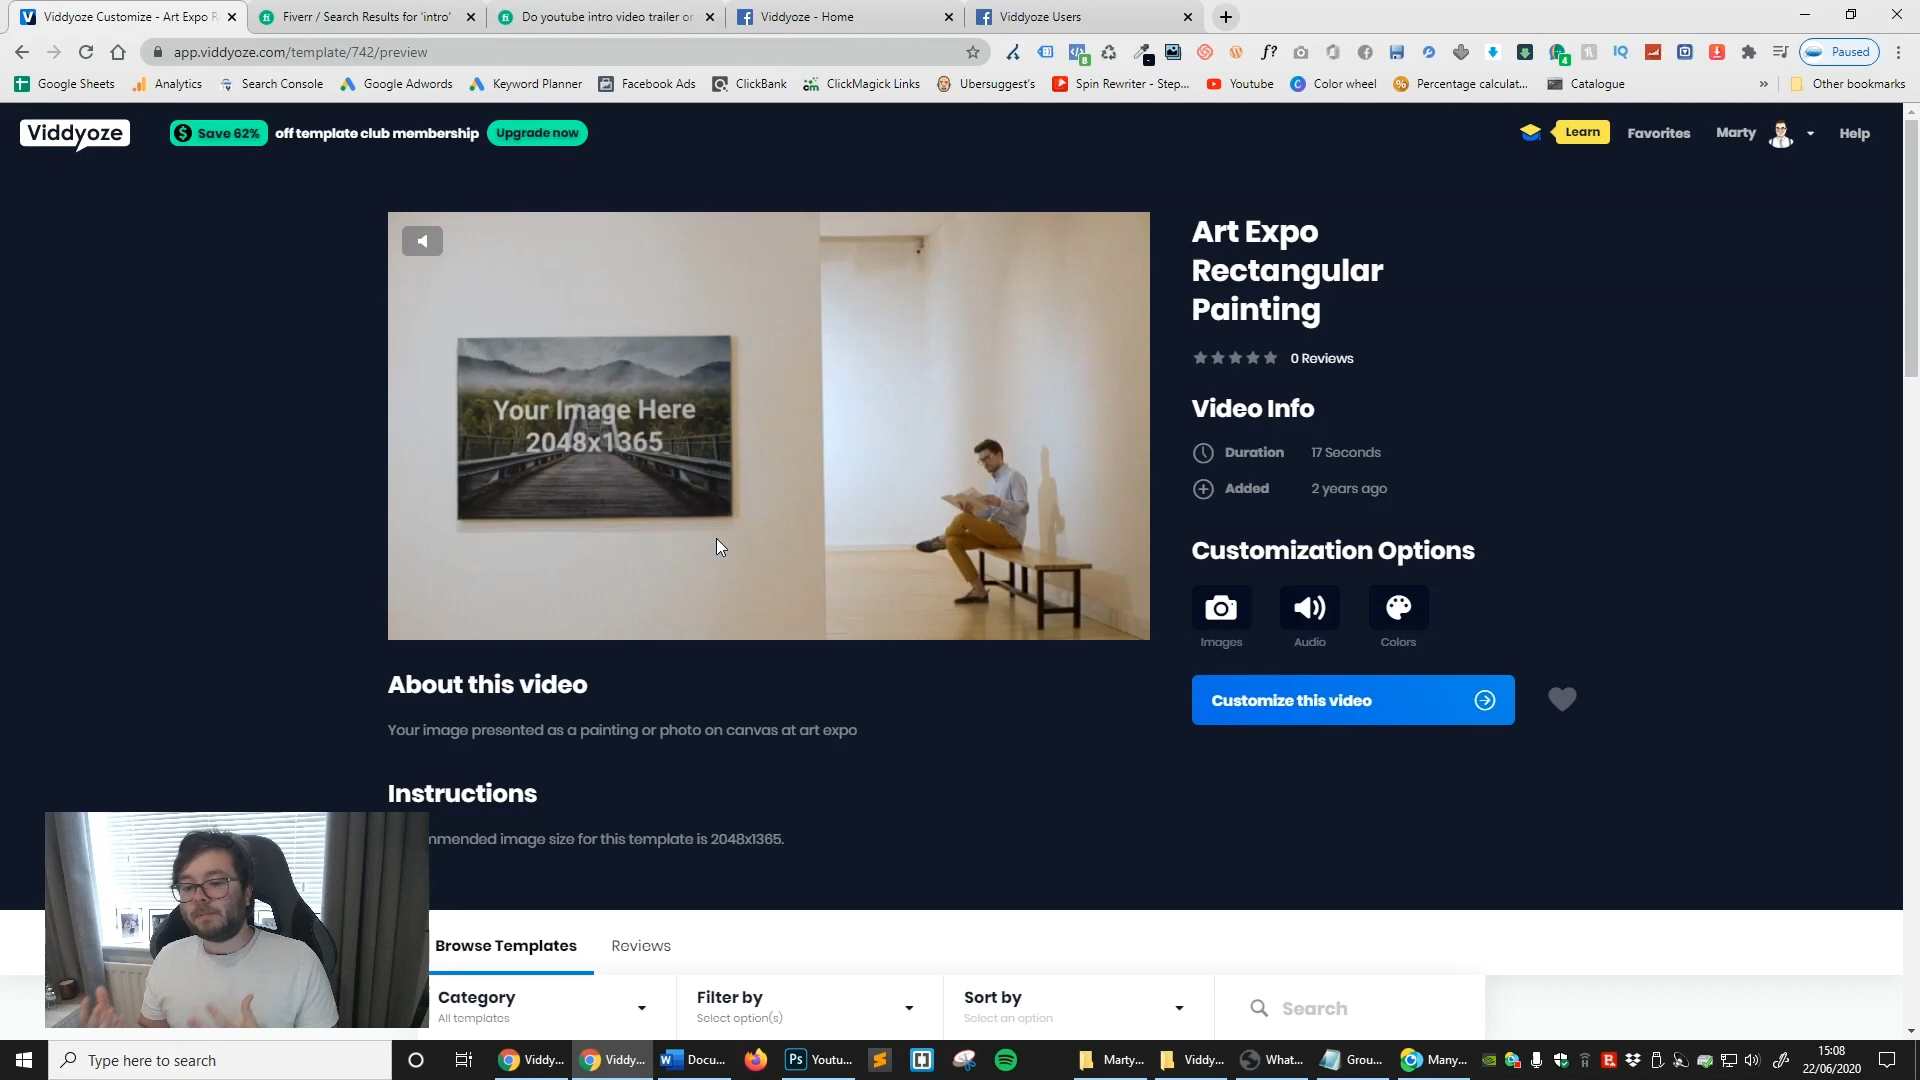 Viddyoze Customize - Art Expo R
Fiverr / Search Results for 'intro'
Do youtube intro video trailer or
Viddyoze - Home
Viddyoze Users
app.viddyoze.com/template/742/preview
Paused
Google Sheets
Analytics
Search Console
Google Adwords
Keyword Planner
Facebook Ads
ClickBank
ClickMagick Links
Ubersuggest's
Spin Rewriter - Step...
Youtube
Color wheel
Percentage calculat...
Catalogue
Other bookmarks
Viddyoze
Save 62% off template club membership Upgrade now
Learn
Favorites
Marty
Help
Your Image Here
2048x1365
Art Expo
Rectangular
Painting
0 Reviews
Video Info
Duration 17 Seconds
Added 2 years ago
Customization Options
Images
Audio
Colors
Customize this video
About this video
Your image presented as a painting or photo on canvas at art expo
Instructions
mmended image size for this template is 2048x1365.
Browse Templates
Reviews
Category
All templates
Filter by
Select option(s)
Sort by
Select an option
Search
Type here to search
Viddy...
Viddy...
Docu...
Youtu...
Marty...
Viddy...
What...
Grou...
Many...
15:08
22/06/2020